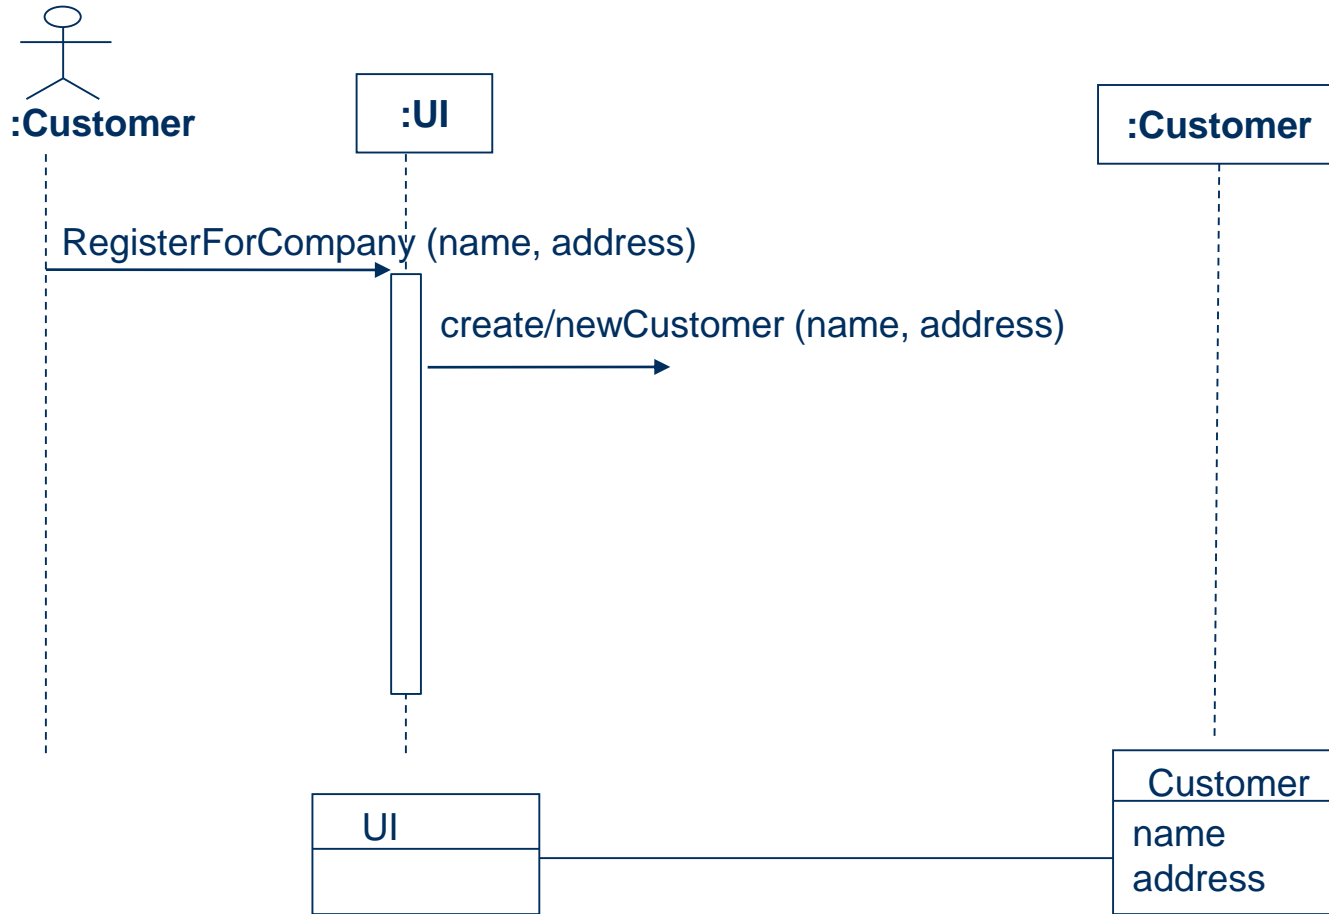 :Customer
:UI
:Customer
RegisterForCompany (name, address)
create/newCustomer (name, address)
UI
Customer
name
address